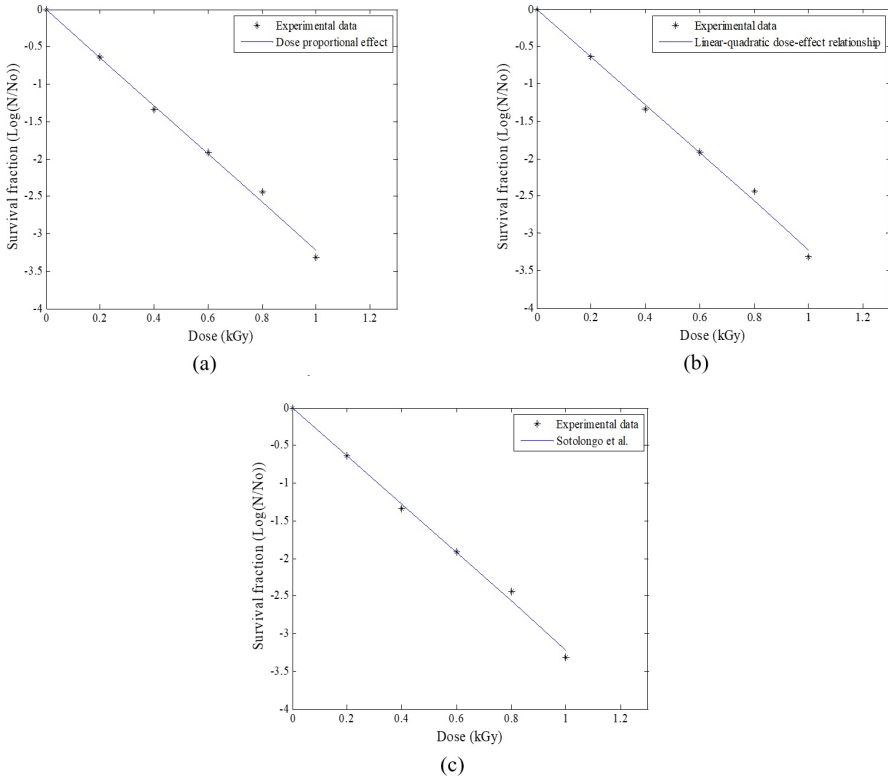 0
-0.5
-1
-1.5
-2
-2.5
-3
-3.5
-4
Survival fraction (Log(N/No))
Experimental data
Dose proportional effect
0 0.2 0.4 0.6 0.8 1 1.2
Dose (kGy)
(a)
0
-0.5
-1
-1.5
-2
-2.5
-3
-3.5
-4
Survival fraction (Log(N/No))
Experimental data
Linear-quadratic dose-effect relationship
0 0.2 0.4 0.6 0.8 1 1.2
Dose (kGy)
(b)
0
-0.5
-1
-1.5
-2
-2.5
-3
-3.5
-4
Survival fraction (Log(N/No))
Experimental data
Sotolongo et al.
0 0.2 0.4 0.6 0.8 1 1.2
Dose (kGy)
(c)